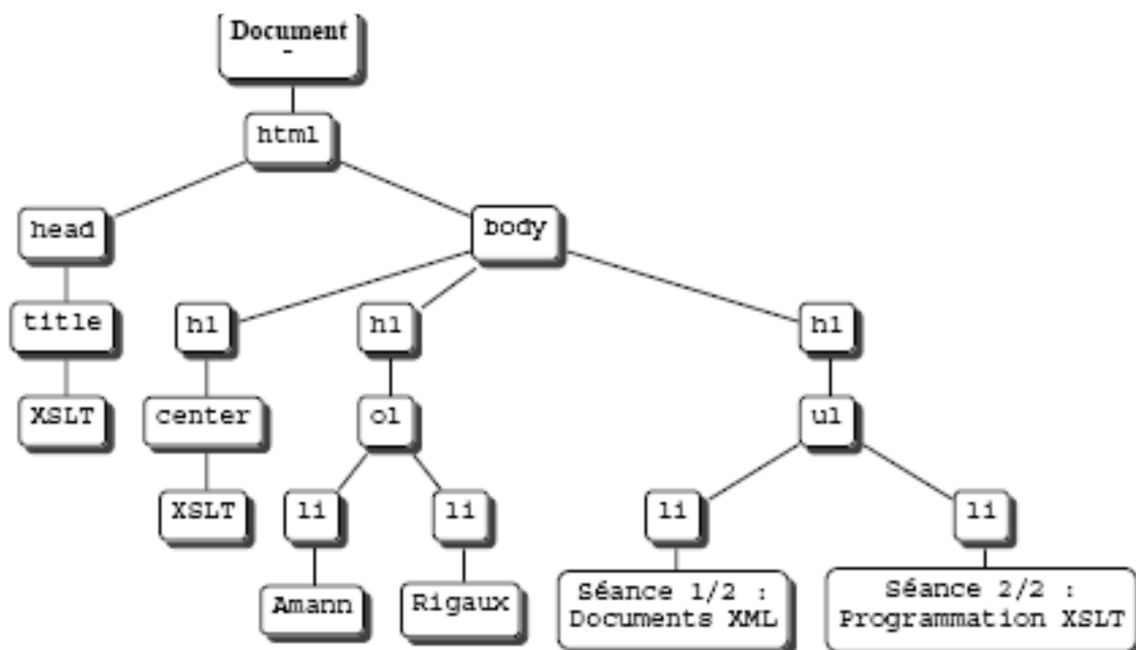 Document
-
html
head
body
title
h1
h1
h1
XSLT
center
ol
ul
XSLT
li
li
li
li
Amann
Rigaux
Séance 1/2 :
Documents XML
Séance 2/2 :
Programmation XSLT